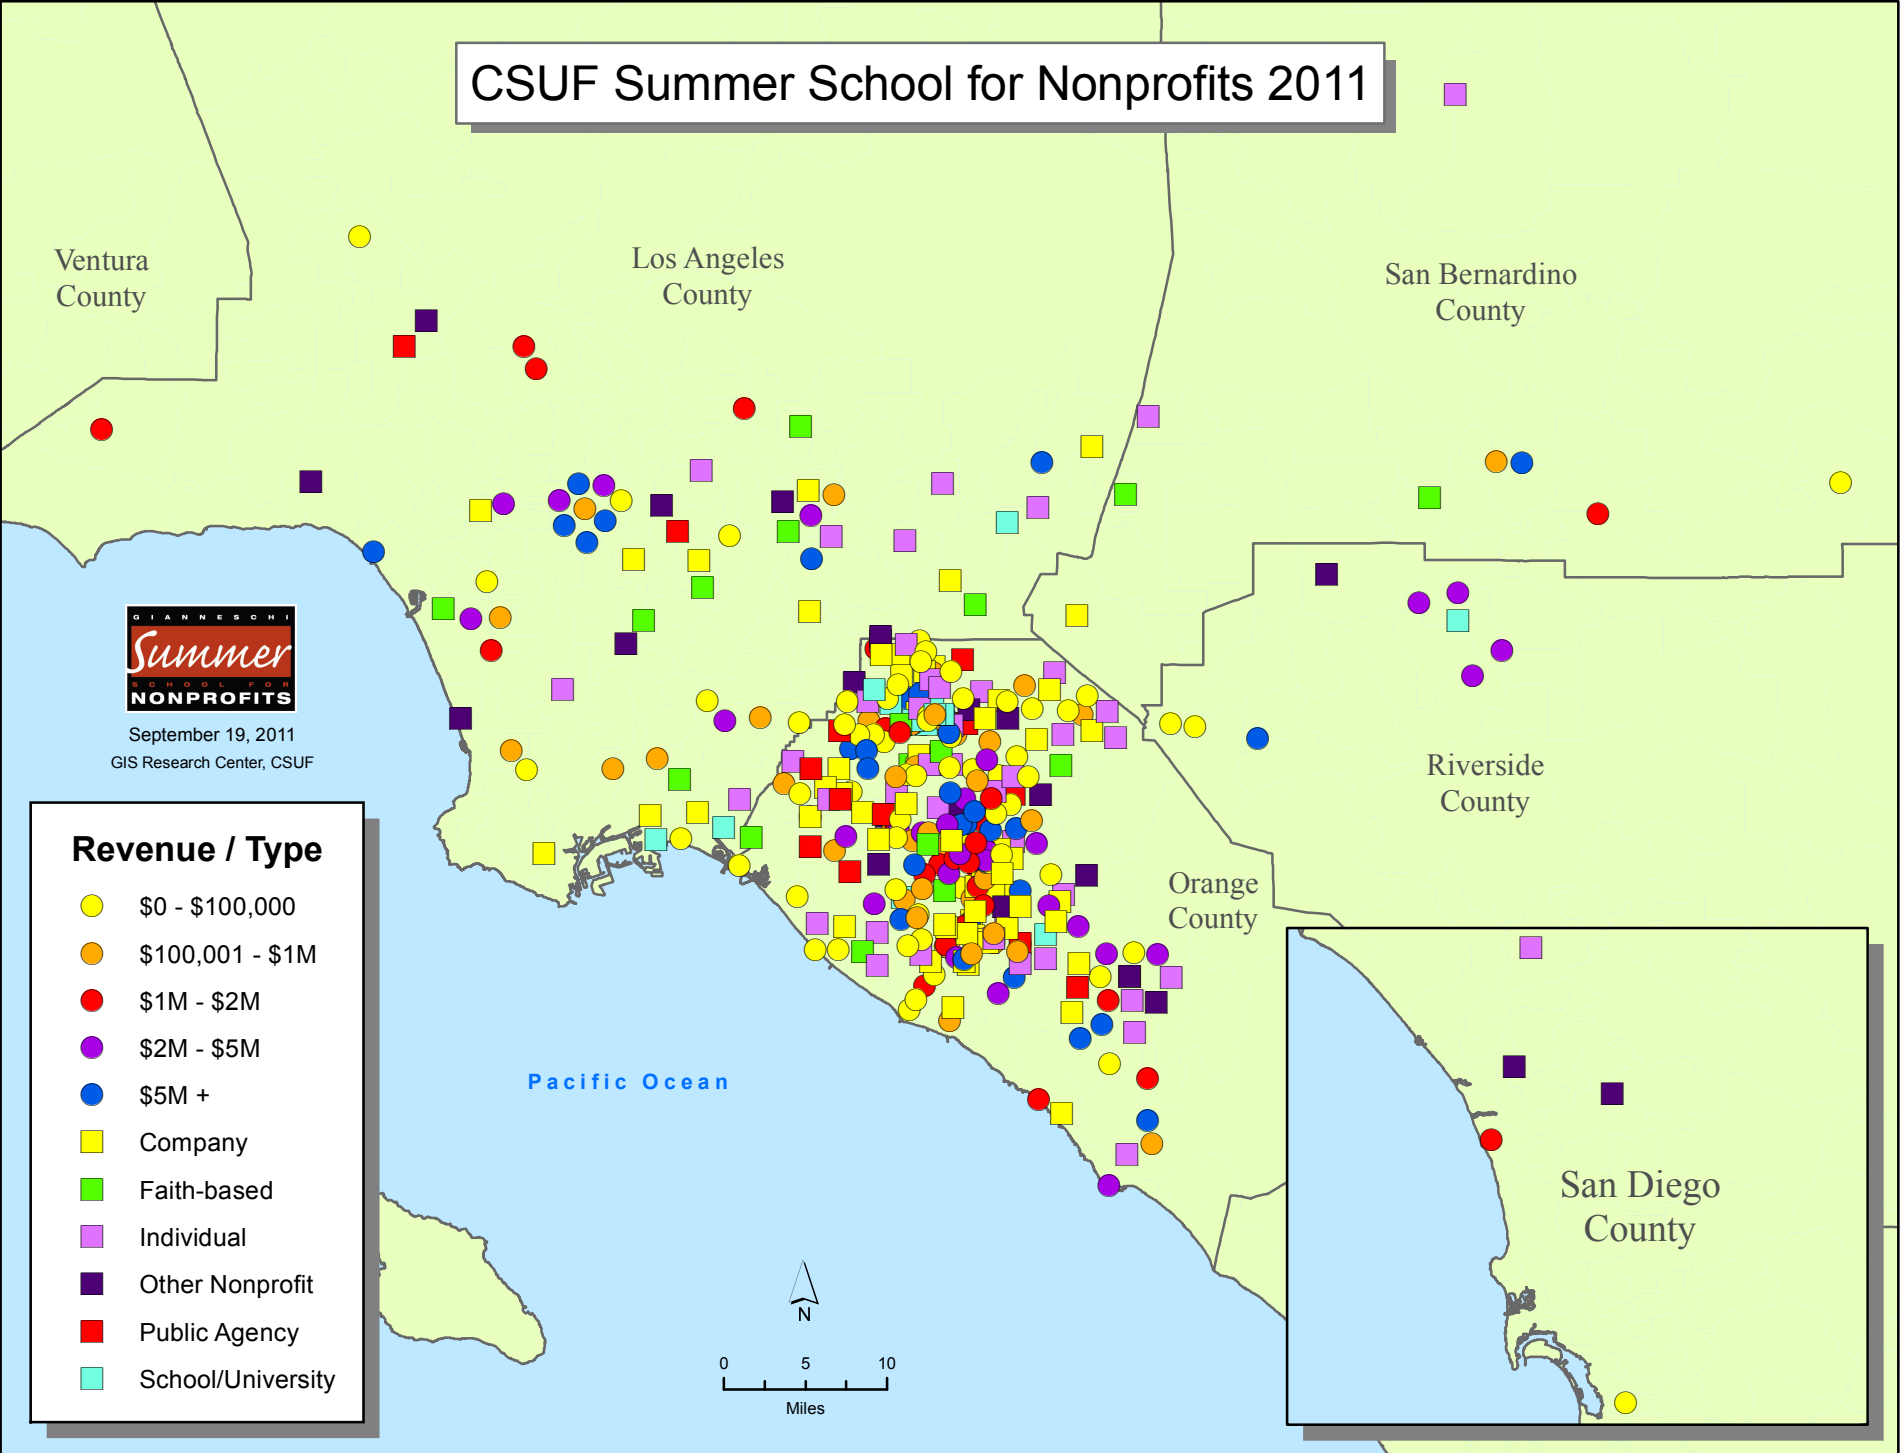 CSUF Summer School for Nonprofits 2011
Ventura
County
Los Angeles
County
San Bernardino
County
GIANNESCHI
Summer
SCHOOL FOR
NONPROFITS
September 19, 2011
GIS Research Center, CSUF
Riverside
County
Orange
County
Revenue / Type
$0 - $100,000
$100,001 - $1M
$1M - $2M
$2M - $5M
$5M +
Company
Faith-based
Individual
Other Nonprofit
Public Agency
School/University
Pacific Ocean
San Diego
County
N
0 5 10
Miles